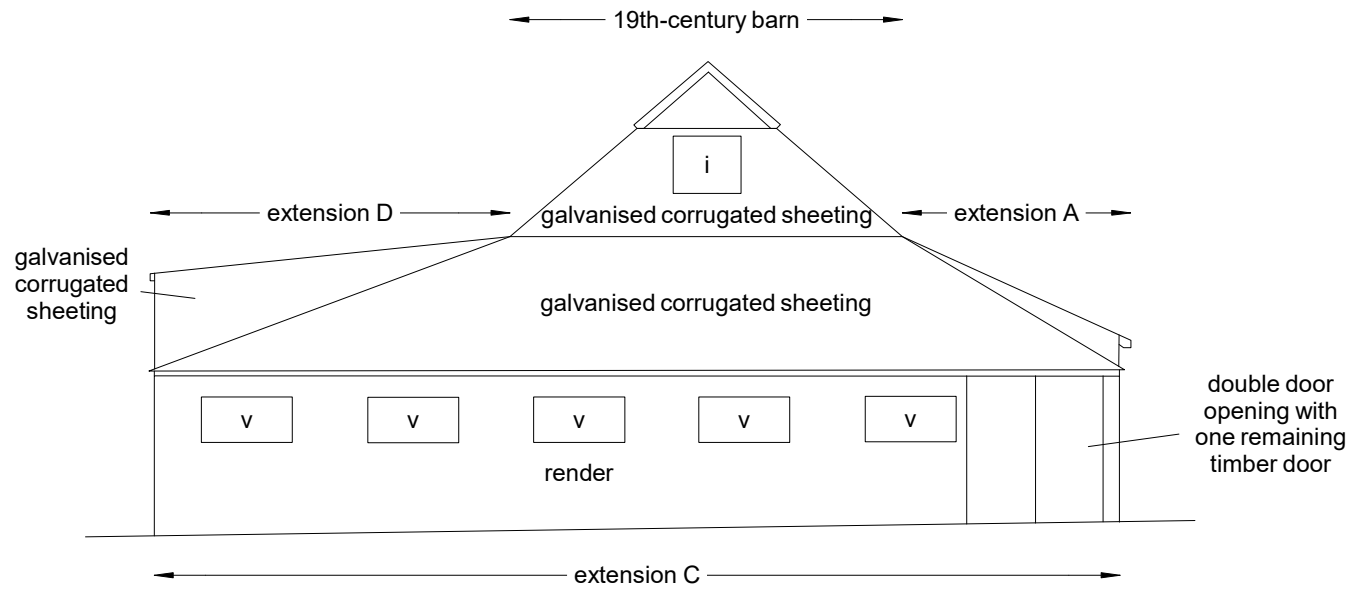 19th-century barn
i
extension D
galvanised corrugated sheeting
extension A
galvanised
corrugated
sheeting
galvanised corrugated sheeting
v
v
v
v
v
render
double door
opening with
one remaining
timber door
extension C